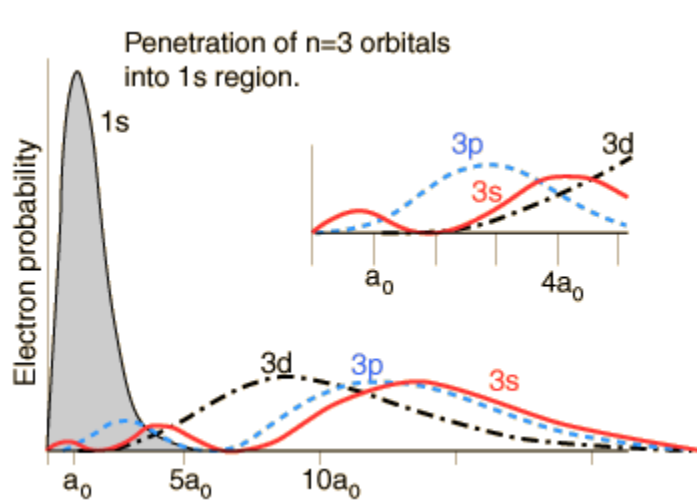 Penetration of n=3 orbitals
into 1s region.
1s
Electron probability
3p
3d
3s
a₀
4a₀
3d
3p
3s
a₀
5a₀
10a₀